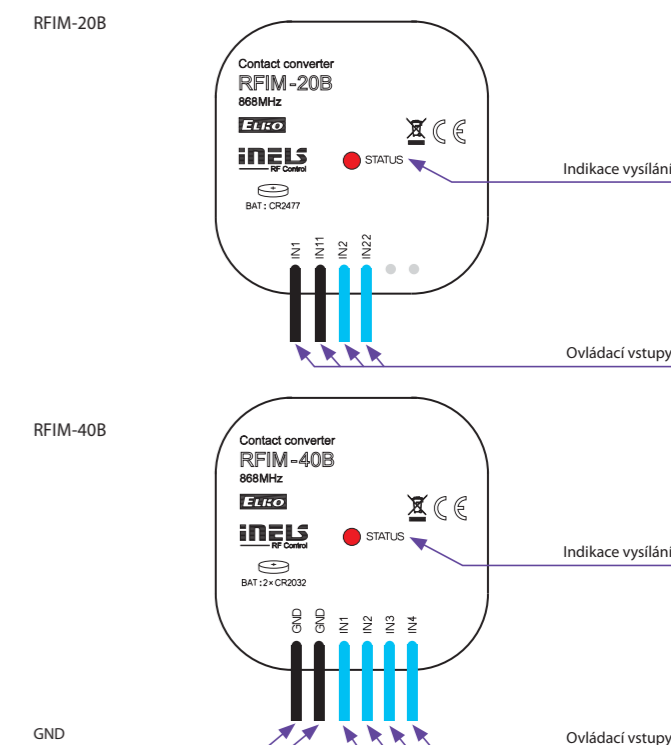 RFIM-20B
Contact converter
RFIM-20B
868MHz
ELKO
iNELS
RF Control
STATUS
Indikace vysílání
BAT: CR2477
IN1
IN11
IN2
IN22
Ovládací vstupy
RFIM-40B
Contact converter
RFIM-40B
868MHz
ELKO
iNELS
RF Control
STATUS
Indikace vysílání
BAT:2×CR2032
GND
GND
IN1
IN2
IN3
IN4
GND
Ovládací vstupy